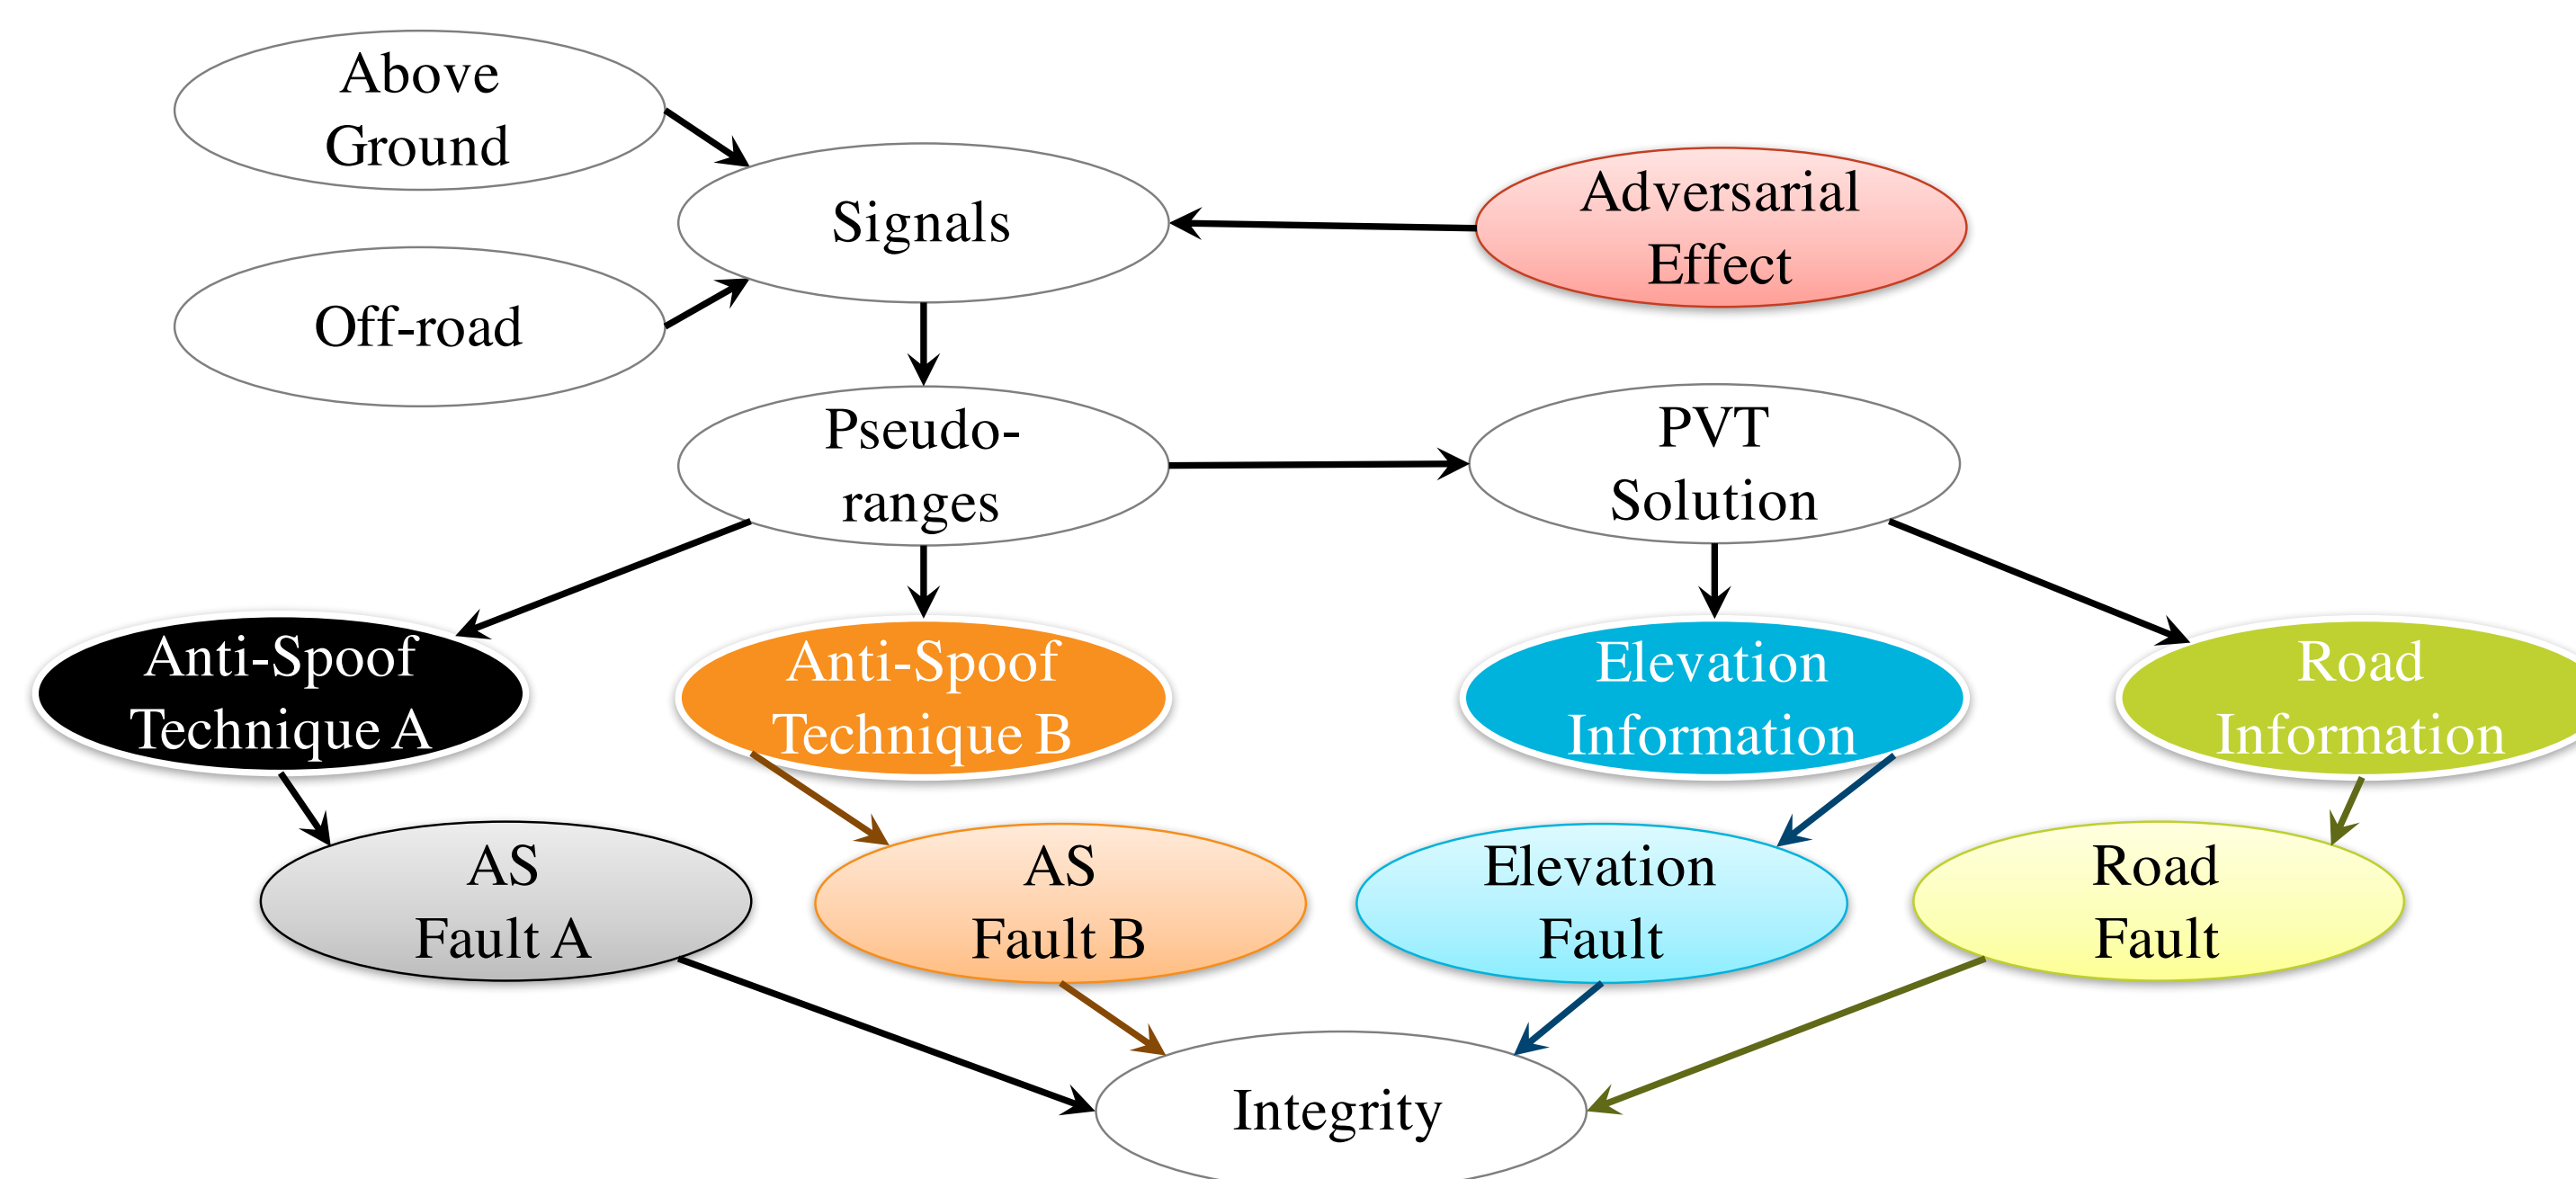 Above
Ground
Signals
Adversarial
Effect
Off-road
Pseudo-
ranges
PVT
Solution
Anti-Spoof
Technique A
Anti-Spoof
Technique B
Elevation
Information
Road
Information
AS
Fault A
AS
Fault B
Elevation
Fault
Road
Fault
Integrity